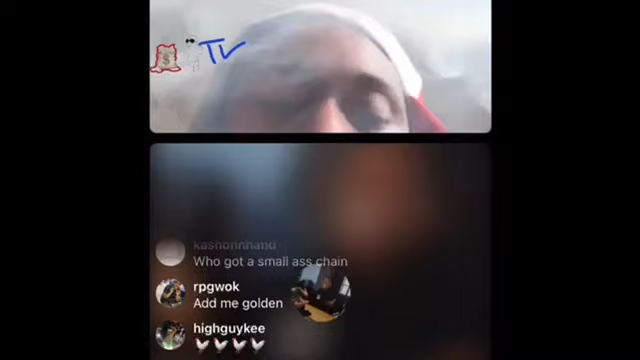 TV
kashonnhand
Who got a small ass chain
rpgwok
Add me golden
highguykee